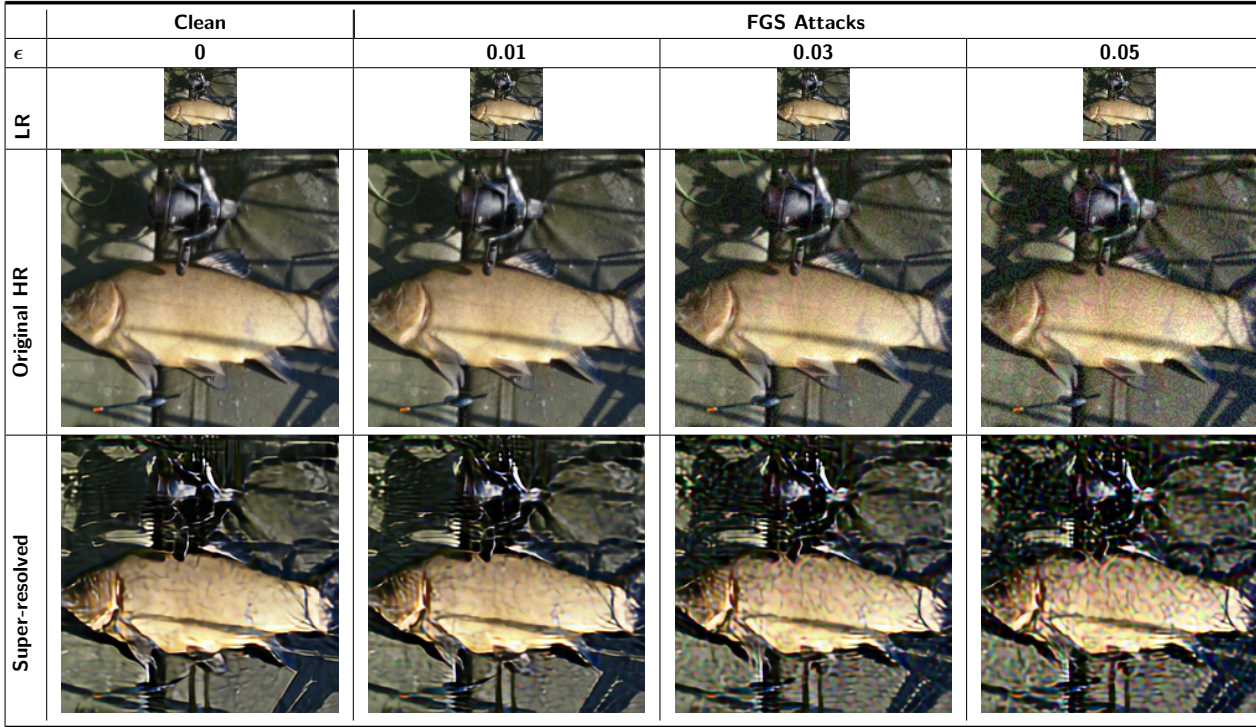 Clean FGS Attacks
ϵ 0 0.01 0.03 0.05
LR
Original HR
Super-resolved